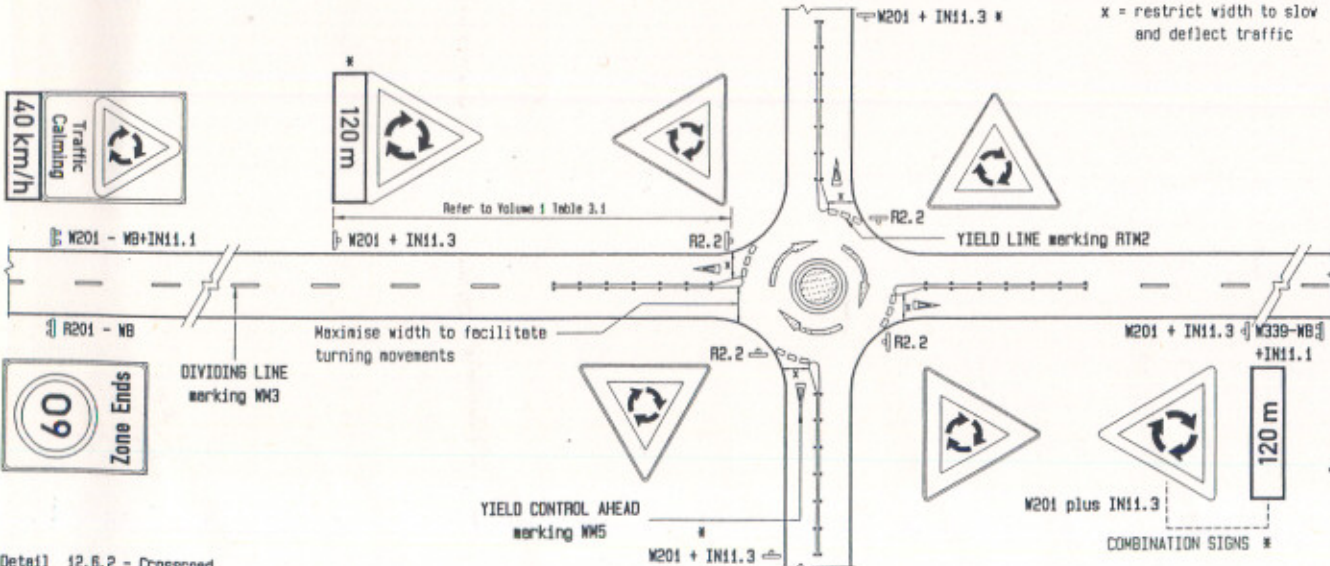 W201 + IN11.3 *
x = restrict width to slow
and deflect traffic
*
Traffic
Calming
40 km/h
120 m
Refer to Volume 1 Table 3.1
W201 - WB+IN11.1
W201 + IN11.3
R2.2
x
x
R2.2
YIELD LINE marking RTM2
R201 - WB
DIVIDING LINE
marking WM3
Maximise width to facilitate
turning movements
R2.2
x
x
R2.2
W201 + IN11.3
W339-WB
+IN11.1
60
Zone Ends
YIELD CONTROL AHEAD
marking WM5
*
W201 + IN11.3
120 m
W201 plus IN11.3
COMBINATION SIGNS *
Detail 12.6.2 - Crossroad